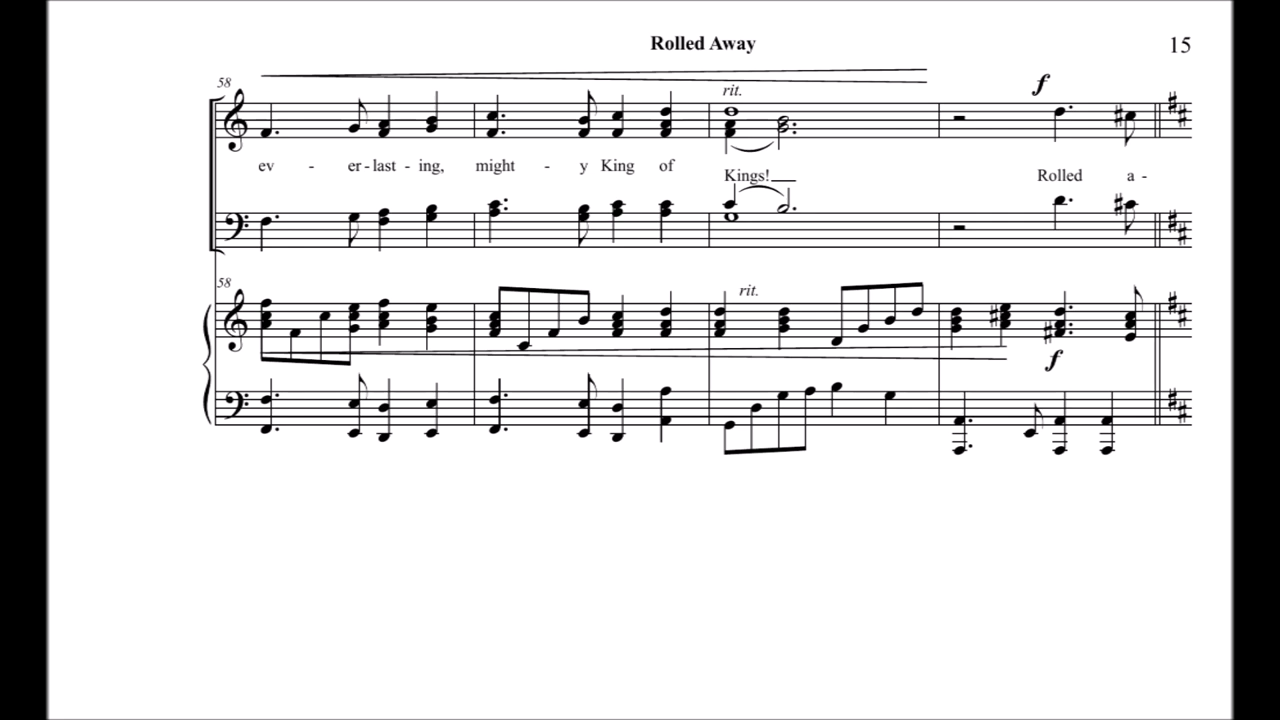 Rolled Away
15
58
rit.
f
ev - er - last - ing, might - y King of Kings! Rolled a -
58
rit.
f